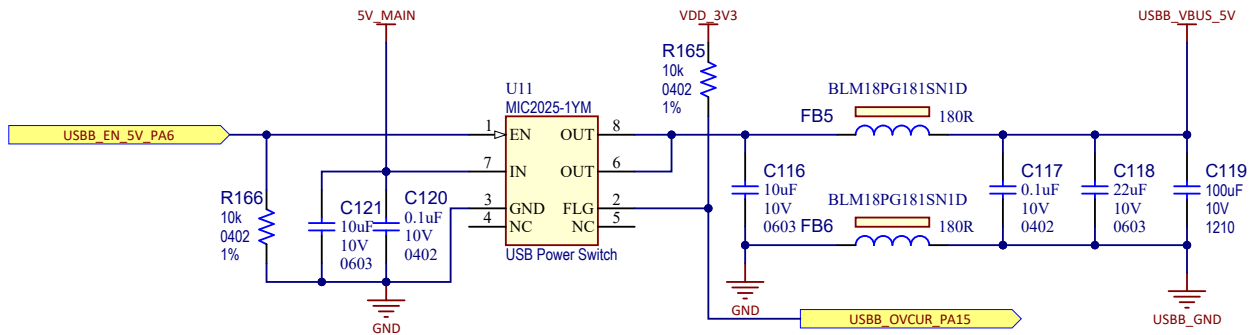 5V_MAIN
VDD_3V3
USBB_VBUS_5V
R165
10k
0402
1%
U11
MIC2025-1YM
BLM18PG181SN1D
FB5
180R
USBB_EN_5V_PA6
1
EN
OUT
8
7
IN
OUT
6
3
GND
FLG
2
4
NC
NC
5
USB Power Switch
R166
10k
0402
1%
C121
10uF
10V
0603
C120
0.1uF
10V
0402
GND
C116
10uF
10V
0603
BLM18PG181SN1D
FB6
180R
C117
0.1uF
10V
0402
C118
22uF
10V
0603
C119
100uF
10V
1210
GND
USBB_OVCUR_PA15
USBB_GND